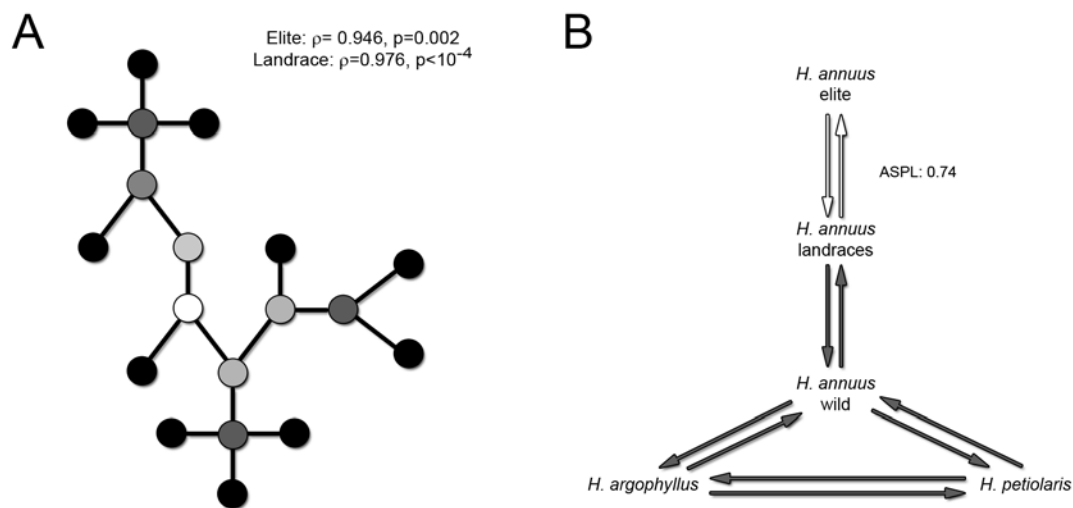 A
Elite: ρ= 0.946, p=0.002
Landrace: ρ=0.976, p<10⁻⁴
B
H. annuus
elite
ASPL: 0.74
H. annuus
landraces
H. annuus
wild
H. argophyllus
H. petiolaris